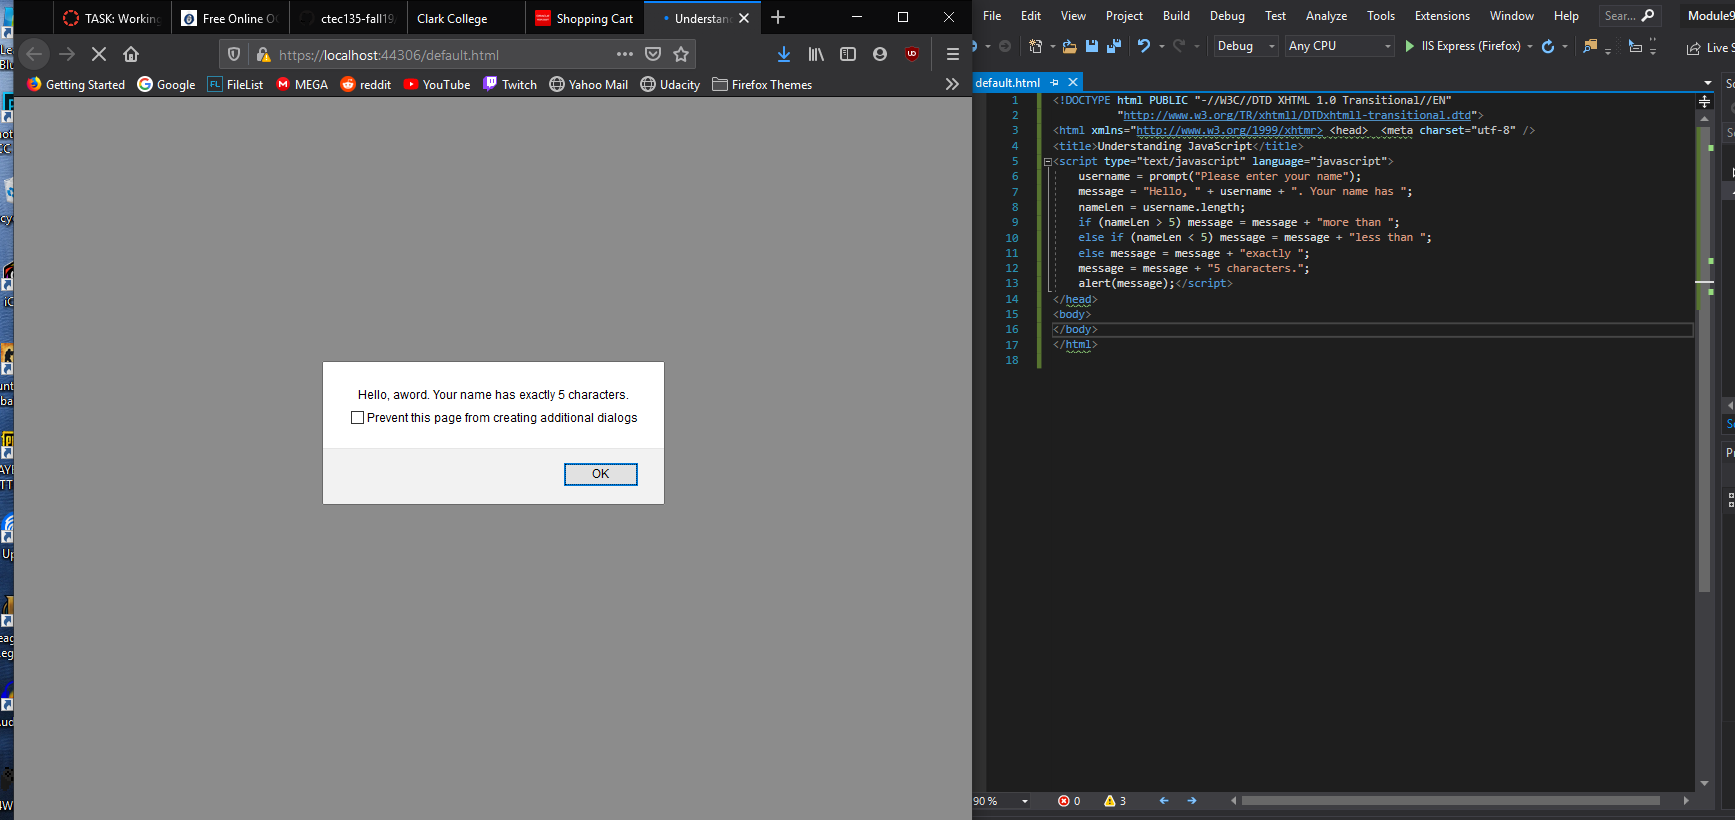 TASK: Working
Free Online OC
ctec135-fall19
Clark College
Shopping Cart
Understan
https://localhost:44306/default.html
Getting Started
Google
FileList
MEGA
reddit
YouTube
Twitch
Yahoo Mail
Udacity
Firefox Themes
Hello, aword. Your name has exactly 5 characters.
Prevent this page from creating additional dialogs
OK
File Edit View Project Build Debug Test Analyze Tools Extensions Window Help Sear... Module9
Debug Any CPU IIS Express (Firefox) Live S
default.html
1 <!DOCTYPE html PUBLIC "-//W3C//DTD XHTML 1.0 Transitional//EN"
2 "http://www.w3.org/TR/xhtmll/DTDxhtmll-transitional.dtd">
3 <html xmlns="http://www.w3.org/1999/xhtmr> <head> <meta charset="utf-8" />
4 <title>Understanding JavaScript</title>
5 <script type="text/javascript" language="javascript">
6 username = prompt("Please enter your name");
7 message = "Hello, " + username + ". Your name has ";
8 nameLen = username.length;
9 if (nameLen > 5) message = message + "more than ";
10 else if (nameLen < 5) message = message + "less than ";
11 else message = message + "exactly ";
12 message = message + "5 characters.";
13 alert(message);</script>
14 </head>
15 <body>
16 </body>
17 </html>
18
90 % 0 3